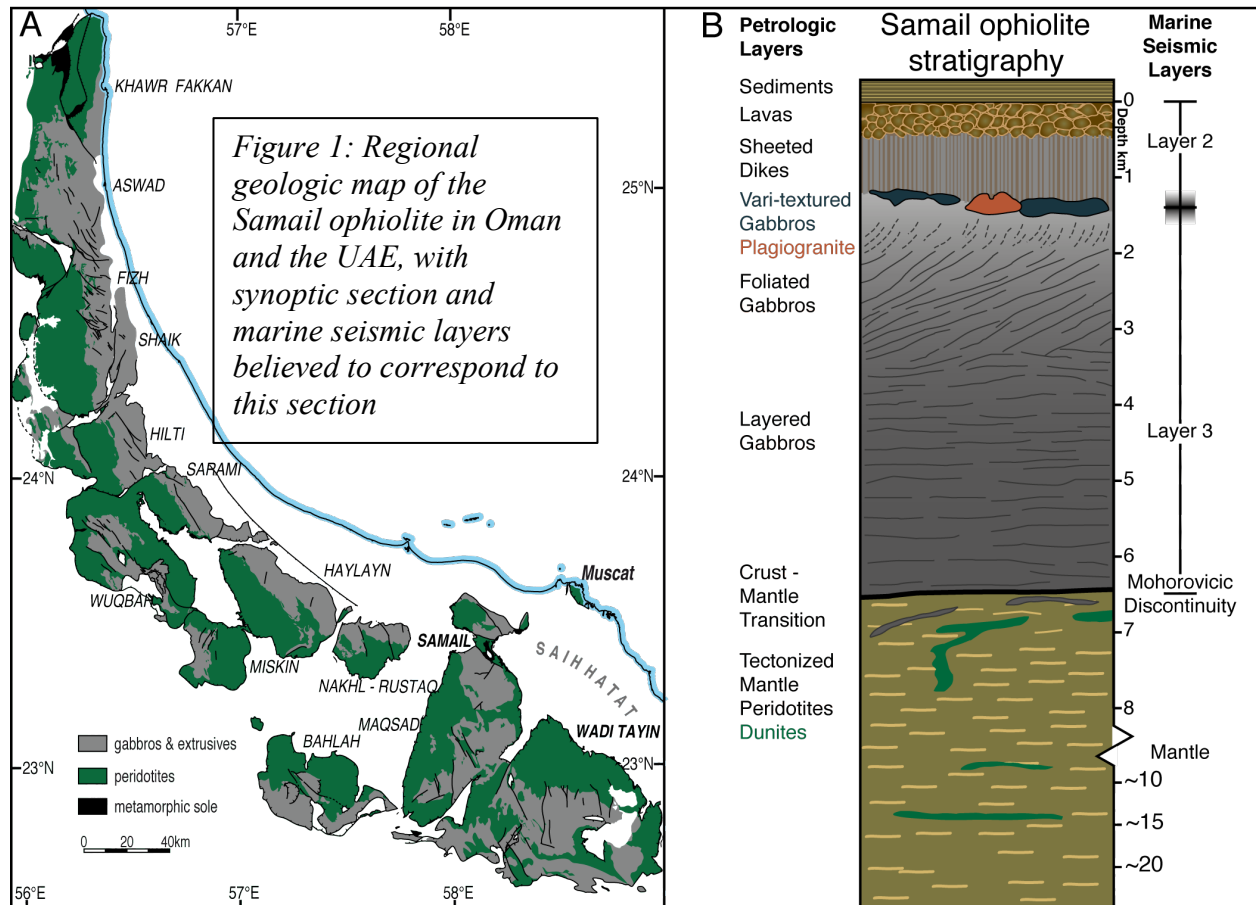 A
57°E
58°E
KHAWR FAKKAN
Figure 1: Regional
geologic map of the
Samail ophiolite in Oman
and the UAE, with
synoptic section and
marine seismic layers
believed to correspond to
this section
ASWAD
25°N
FIZH
SHAIK
HILTI
SARAMI
24°N
24°N
HAYLAYN
Muscat
WUQBAH
SAMAIL
SAIH HATAT
MISKIN
NAKHL - RUSTAQ
MAQSAD
WADI TAYIN
BAHLAH
gabbros & extrusives
peridotites
metamorphic sole
23°N
23°N
0 20 40km
56°E
57°E
58°E
B
Petrologic
Layers
Samail ophiolite
stratigraphy
Marine
Seismic
Layers
Sediments
Lavas
Sheeted
Dikes
Vari-textured
Gabbros
Plagiogranite
Foliated
Gabbros
Layered
Gabbros
Crust -
Mantle
Transition
Tectonized
Mantle
Peridotites
Dunites
Depth km
0
1
2
3
4
5
6
7
8
~10
~15
~20
Layer 2
Layer 3
Mohorovicic
Discontinuity
Mantle